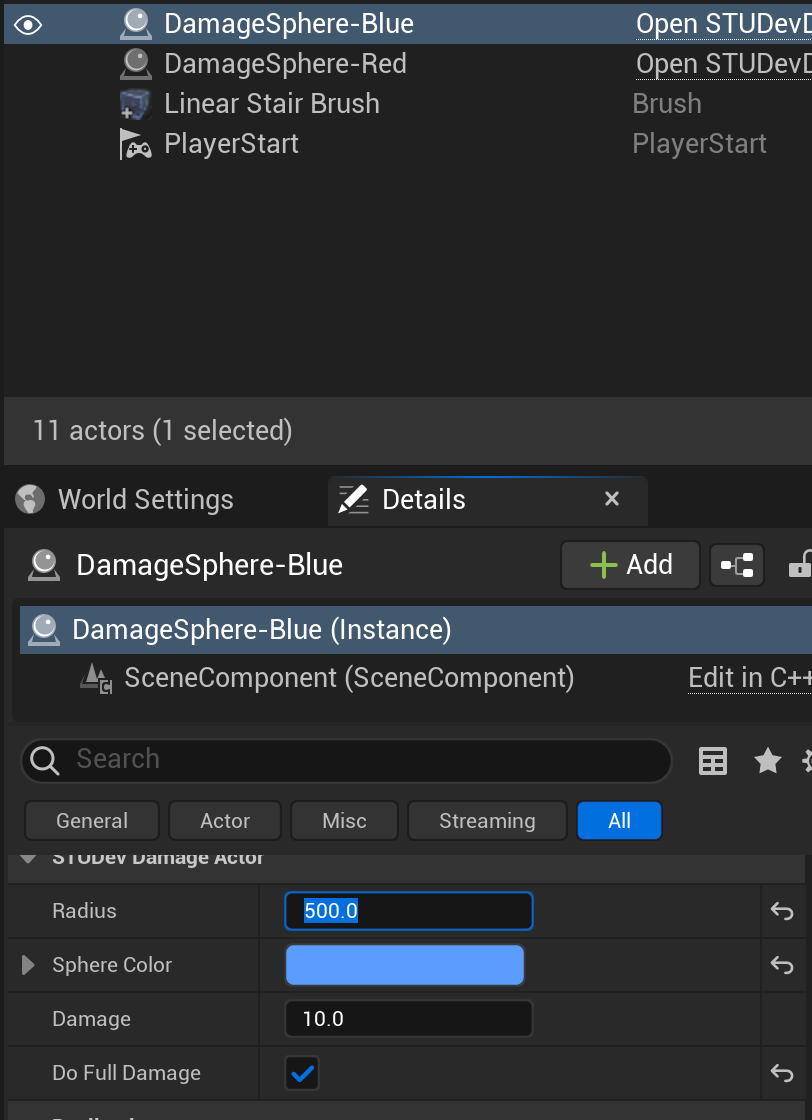 DamageSphere-Blue Open STUDevD
DamageSphere-Red Open STUDevD
Linear Stair Brush Brush
PlayerStart PlayerStart
11 actors (1 selected)
World Settings Details
DamageSphere-Blue Add
DamageSphere-Blue (Instance)
SceneComponent (SceneComponent) Edit in C++
Search
General Actor Misc Streaming All
STUDev Damage Actor
Radius 500.0
Sphere Color
Damage 10.0
Do Full Damage